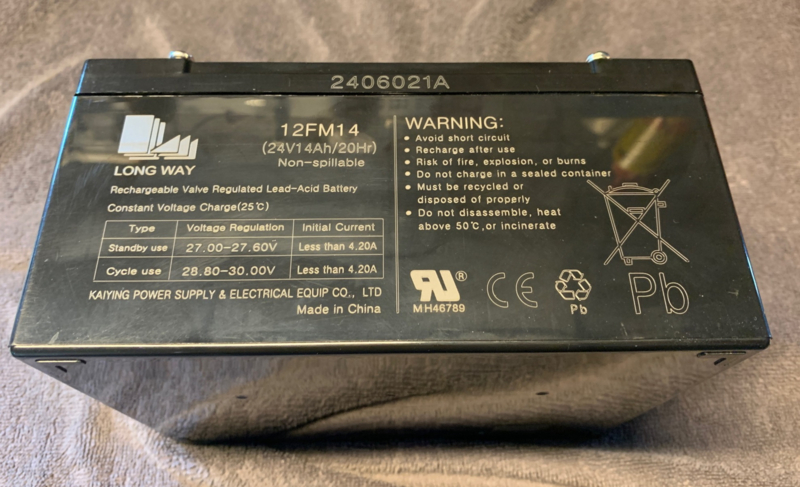 2406021A
LONG WAY
12FM14
(24V14Ah/20Hr)
Non-spillable
Rechargeable Valve Regulated Lead-Acid Battery
Constant Voltage Charge(25℃)
Type Voltage Regulation Initial Current
Standby use 27.00-27.60V Less than 4.20A
Cycle use 28.80-30.00V Less than 4.20A
KAIYING POWER SUPPLY & ELECTRICAL EQUIP CO., LTD
Made in China
WARNING:
• Avoid short circuit
• Recharge after use
• Risk of fire, explosion, or burns
• Do not charge in a sealed container
• Must be recycled or
disposed of properly
• Do not disassemble, heat
above 50℃,or incinerate
RU®
MH46789
CE
Pb
Pb